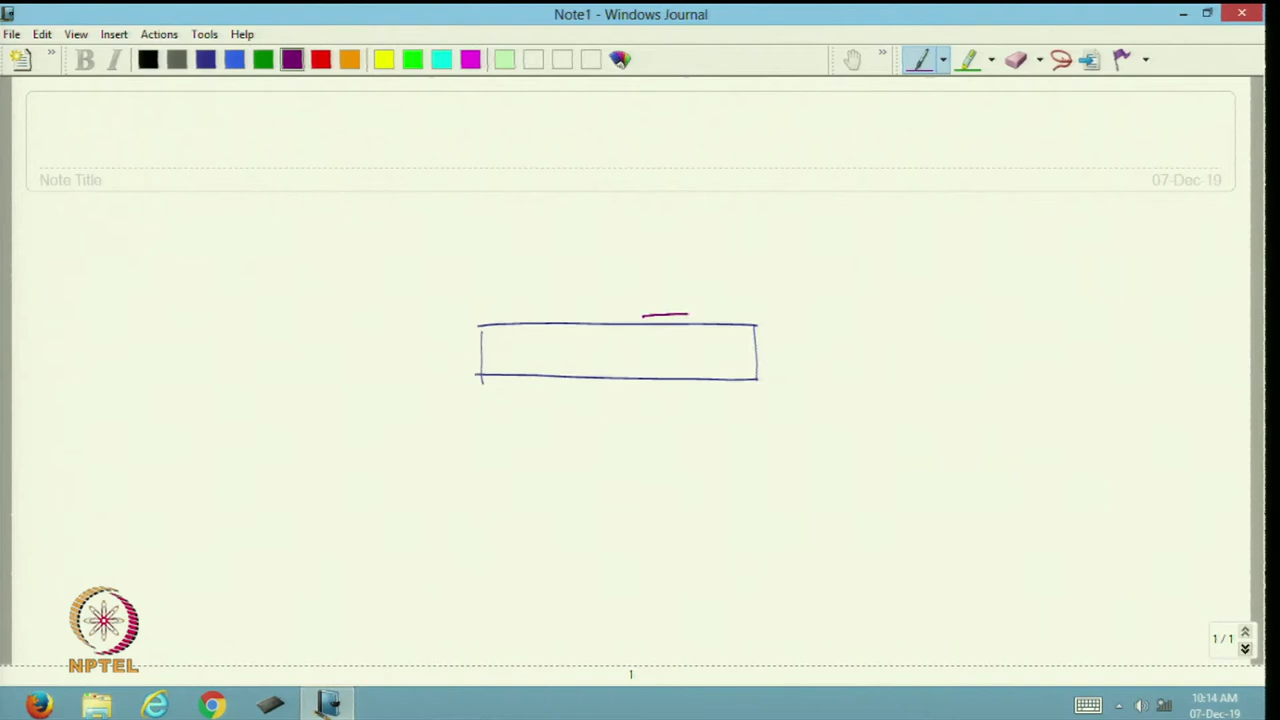 Note1 - Windows Journal
File Edit View Insert Actions Tools Help
B I
Note Title
07-Dec-19
NPTEL
1 / 1
1
10:14 AM
07-Dec-19